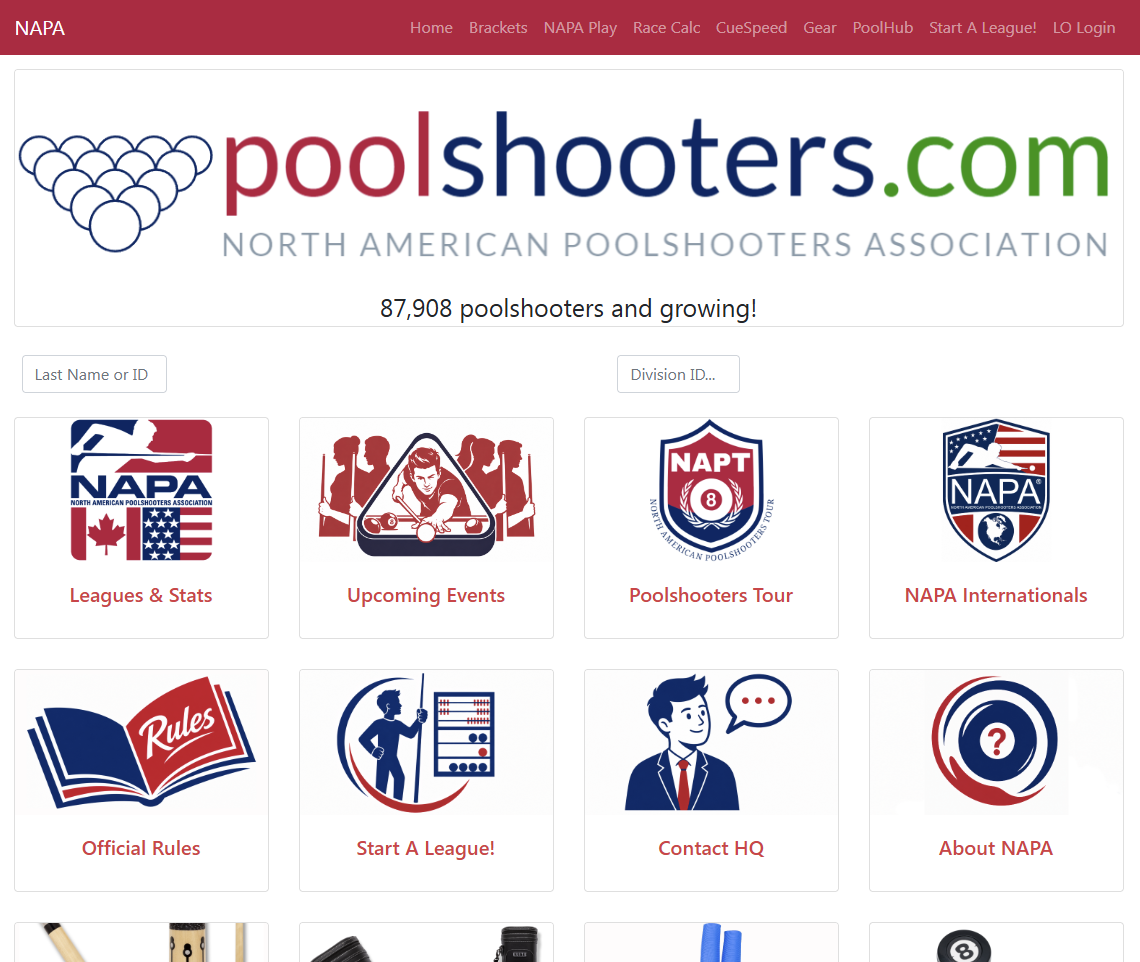 NAPA
Home Brackets NAPA Play Race Calc CueSpeed Gear PoolHub Start A League! LO Login
poolshooters.com
NORTH AMERICAN POOLSHOOTERS ASSOCIATION
87,908 poolshooters and growing!
Last Name or ID
Division ID...
NAPA
NORTH AMERICAN POOLSHOOTERS ASSOCIATION
Leagues & Stats
8
Upcoming Events
NAPT
8
NORTH AMERICAN POOLSHOOTERS TOUR
Poolshooters Tour
NAPA®
NORTH AMERICAN POOLSHOOTERS ASSOCIATION
NAPA Internationals
Rules
Official Rules
Start A League!
Contact HQ
?
About NAPA
8